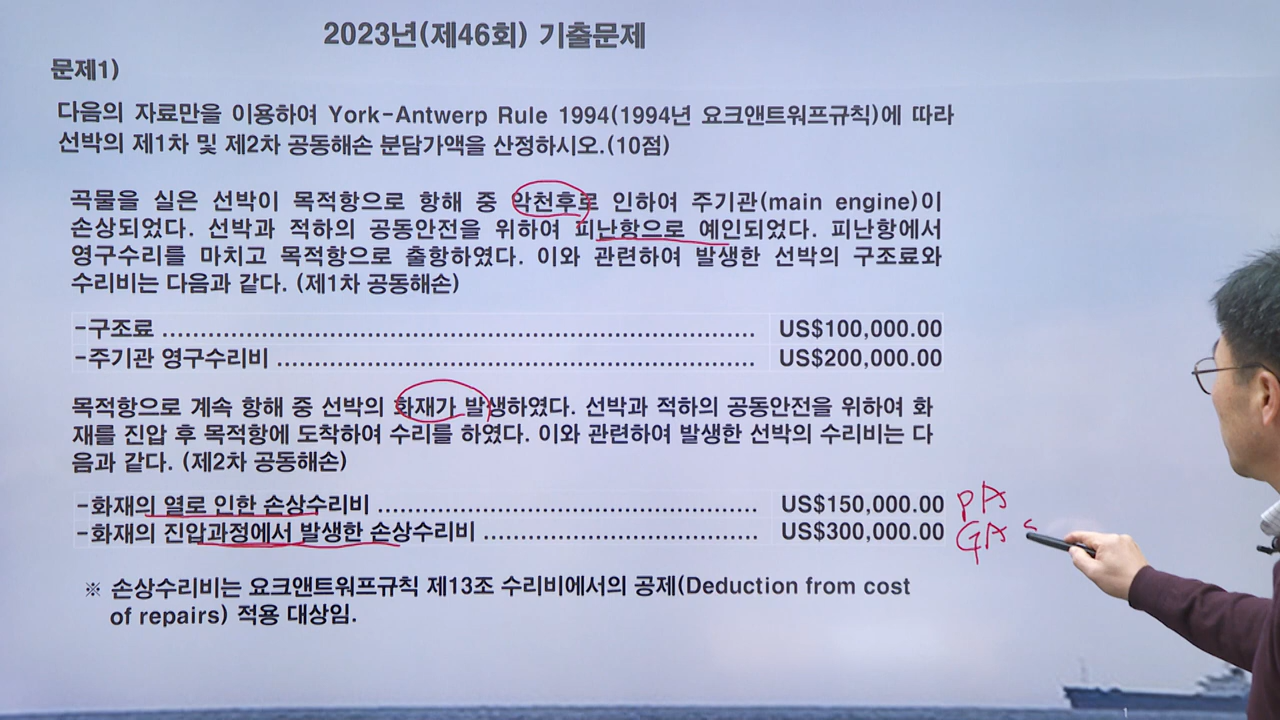 2023년(제46회) 기출문제
문제1)
다음의 자료만을 이용하여 York-Antwerp Rule 1994(1994년 요크앤트워프규칙)에 따라
선박의 제1차 및 제2차 공동해손 분담가액을 산정하시오.(10점)
곡물을 실은 선박이 목적항으로 항해 중 악천후로 인하여 주기관(main engine)이
손상되었다. 선박과 적하의 공동안전을 위하여 피난항으로 예인되었다. 피난항에서
영구수리를 마치고 목적항으로 출항하였다. 이와 관련하여 발생한 선박의 구조료와
수리비는 다음과 같다. (제1차 공동해손)
-구조료 ................................................................................ US$100,000.00
-주기관 영구수리비 ................................................................ US$200,000.00
목적항으로 계속 항해 중 선박의 화재가 발생하였다. 선박과 적하의 공동안전을 위하여 화
재를 진압 후 목적항에 도착하여 수리를 하였다. 이와 관련하여 발생한 선박의 수리비는 다
음과 같다. (제2차 공동해손)
-화재의 열로 인한 손상수리비 .................................................. US$150,000.00 PA
-화재의 진압과정에서 발생한 손상수리비 .................................... US$300,000.00 GA
※ 손상수리비는 요크앤트워프규칙 제13조 수리비에서의 공제(Deduction from cost
of repairs) 적용 대상임.